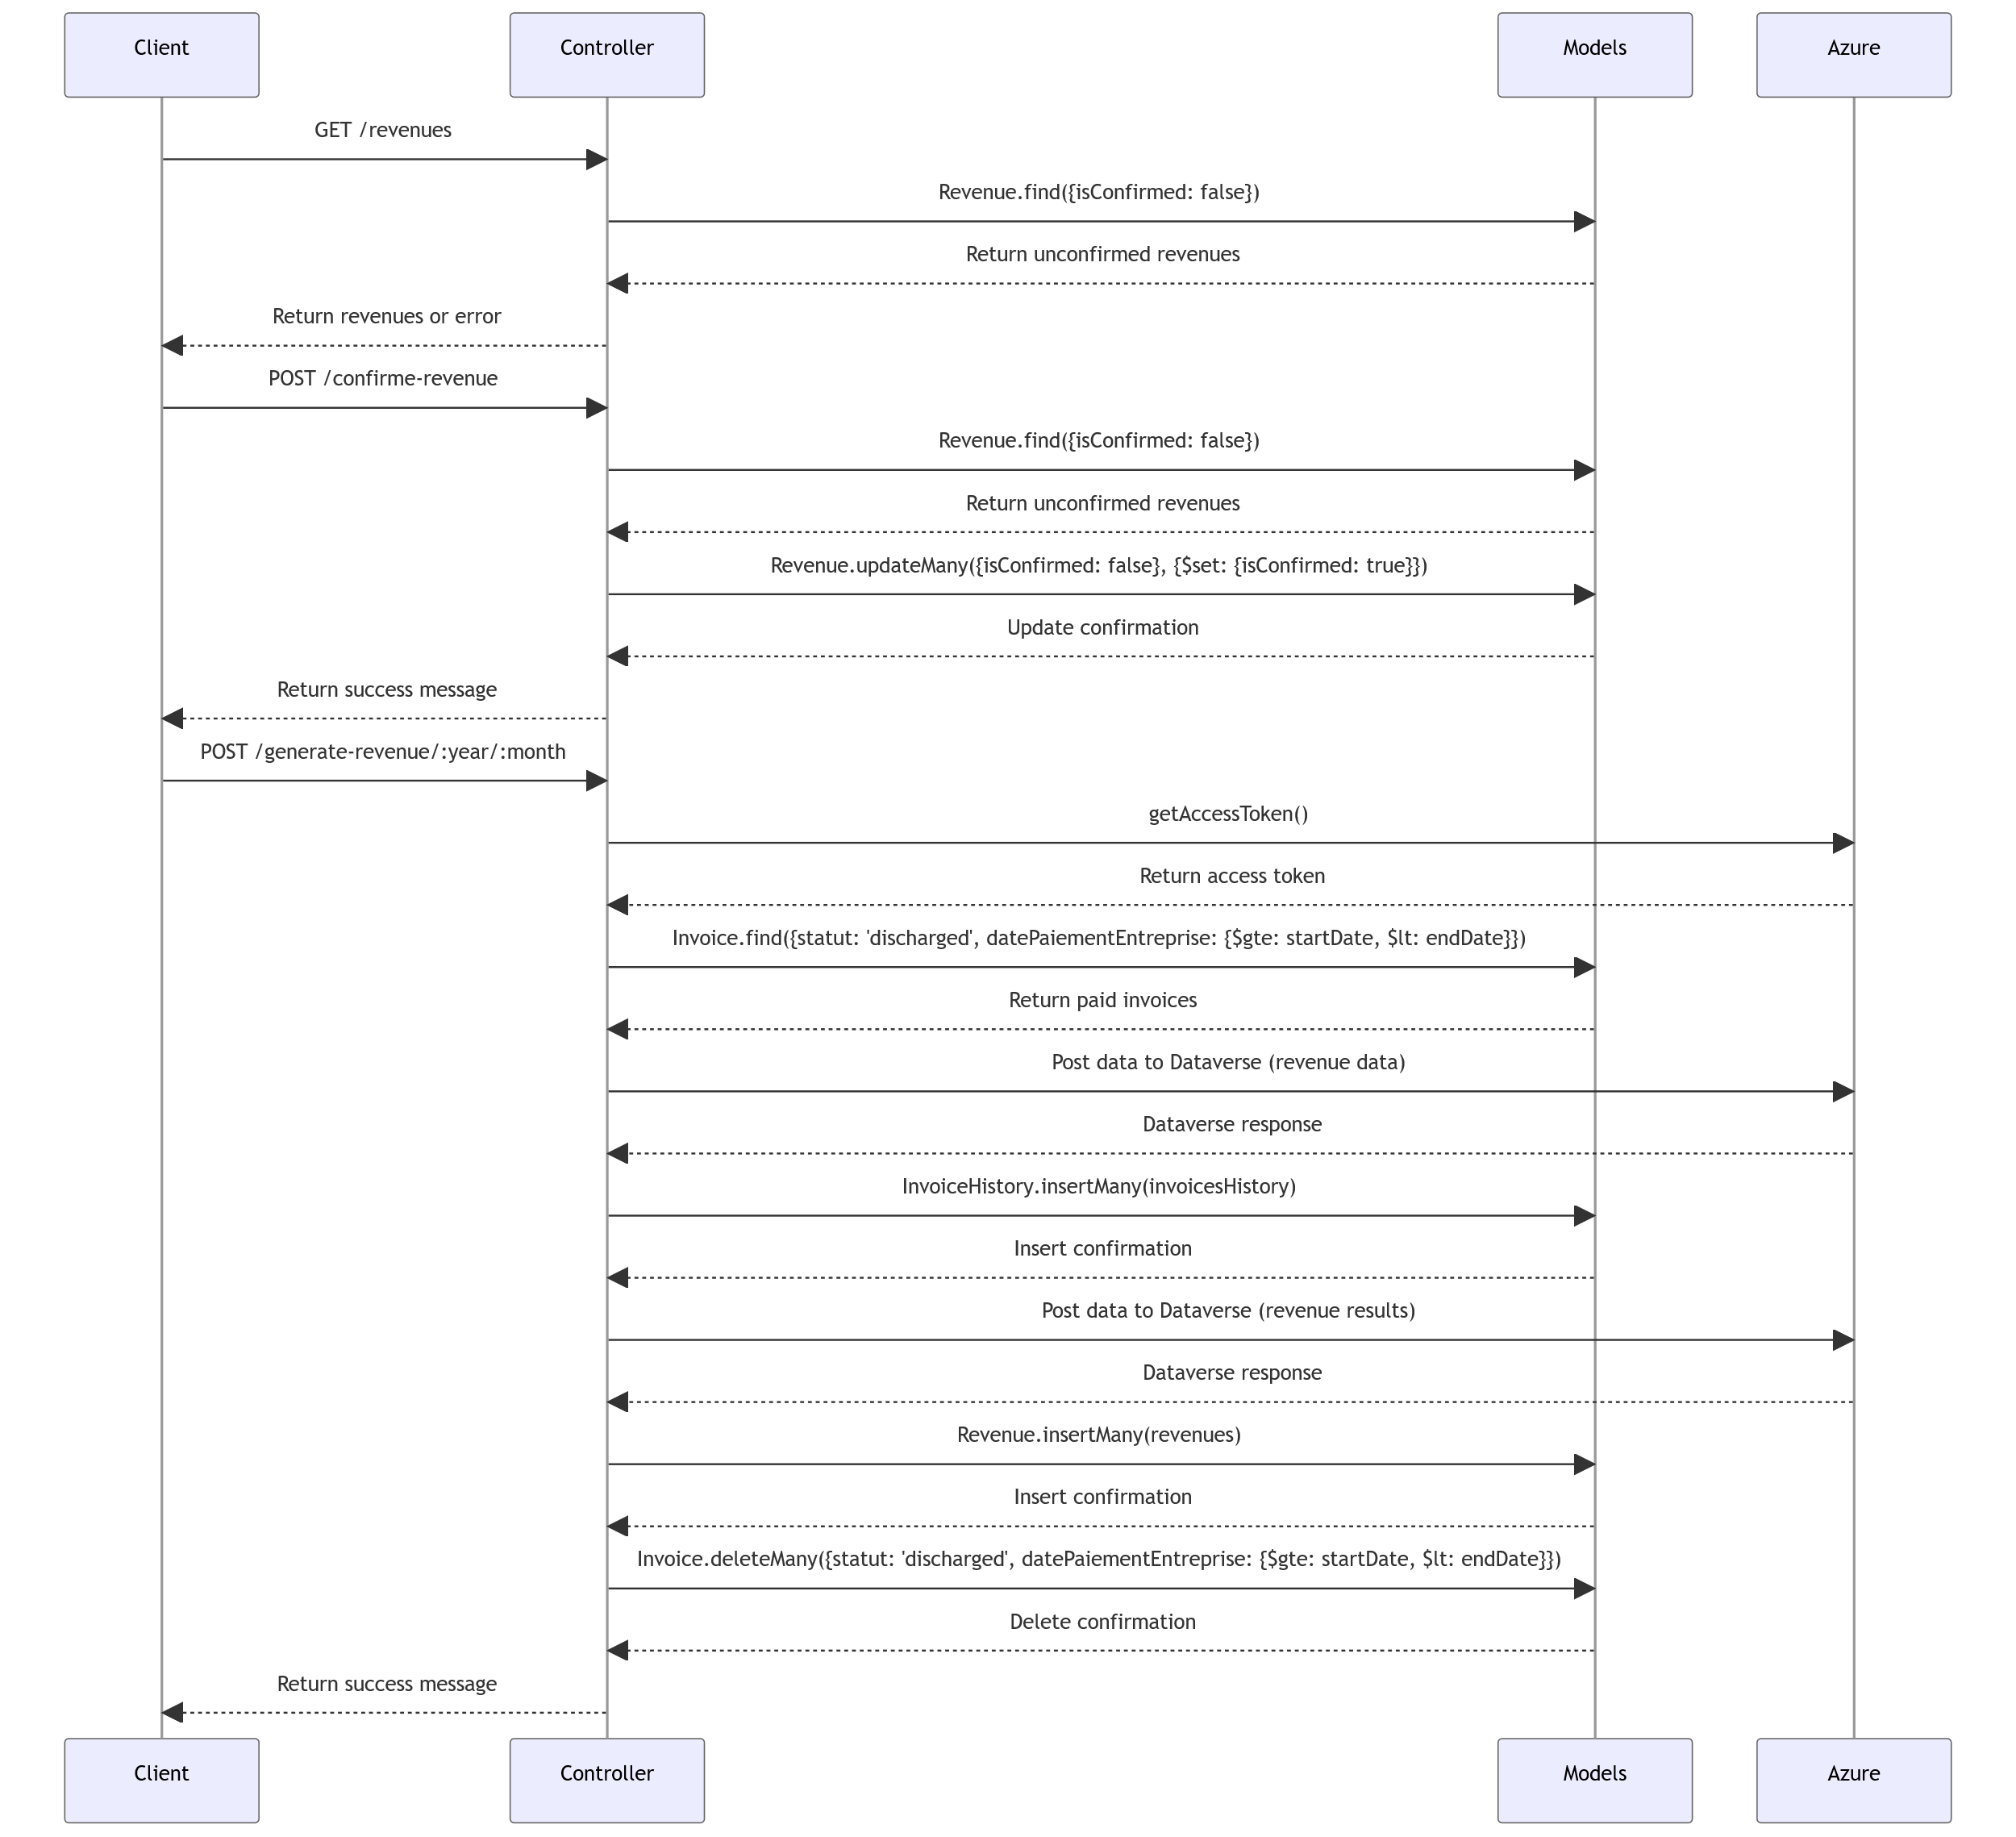 Client
Controller
Models
Azure
GET /revenues
Revenue.find({isConfirmed: false})
Return unconfirmed revenues
Return revenues or error
POST /confirme-revenue
Revenue.find({isConfirmed: false})
Return unconfirmed revenues
Revenue.updateMany({isConfirmed: false}, {$set: {isConfirmed: true}})
Update confirmation
Return success message
POST /generate-revenue/:year/:month
getAccessToken()
Return access token
Invoice.find({statut: 'discharged', datePaiementEntreprise: {$gte: startDate, $lt: endDate}})
Return paid invoices
Post data to Dataverse (revenue data)
Dataverse response
InvoiceHistory.insertMany(invoicesHistory)
Insert confirmation
Post data to Dataverse (revenue results)
Dataverse response
Revenue.insertMany(revenues)
Insert confirmation
Invoice.deleteMany({statut: 'discharged', datePaiementEntreprise: {$gte: startDate, $lt: endDate}})
Delete confirmation
Return success message
Client
Controller
Models
Azure